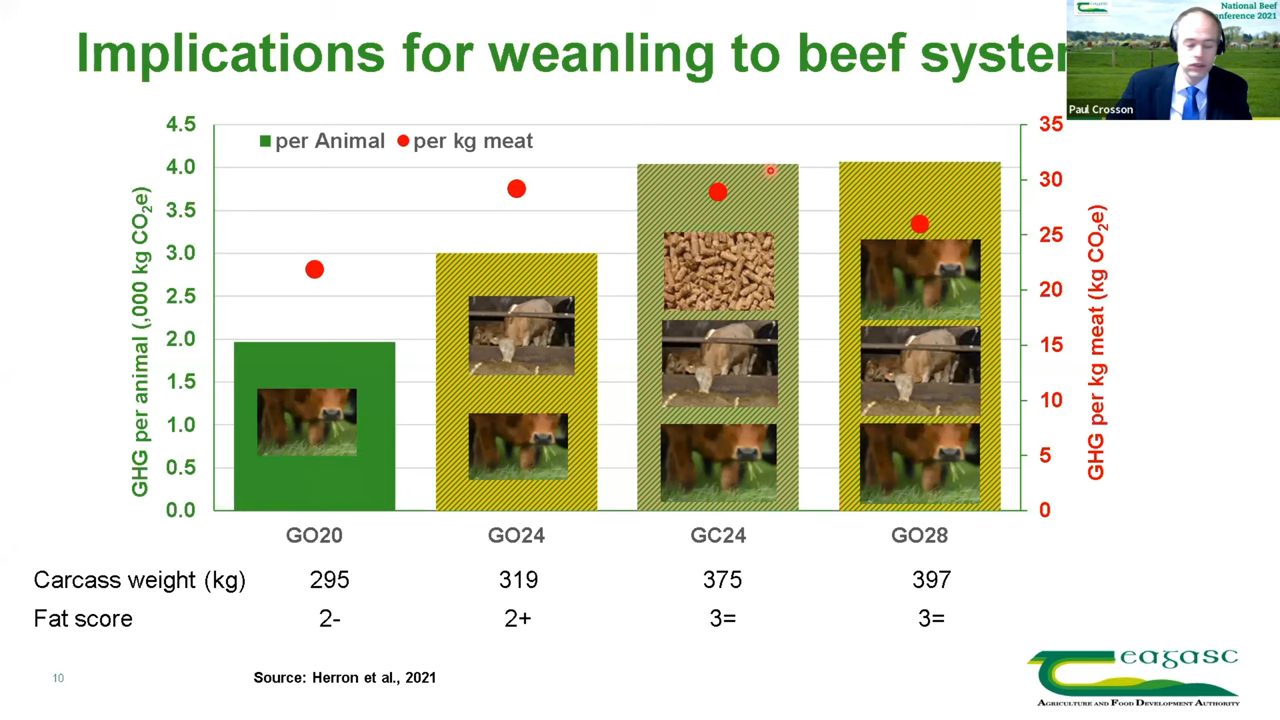 Implications for weanling to beef
National Beef
onference 2021
Paul Crosson
per Animal
per kg meat
GHG per animal (,000 kg CO₂e)
4.5
4.0
3.5
3.0
2.5
2.0
1.5
1.0
0.5
0.0
35
30
25
20
15
10
5
0
GHG per kg meat (kg CO₂e)
GO20 GO24 GC24 GO28
Carcass weight (kg) 295 319 375 397
Fat score 2- 2+ 3= 3=
10
Source: Herron et al., 2021
eagasc
AGRICULTURE AND FOOD DEVELOPMENT AUTHORITY